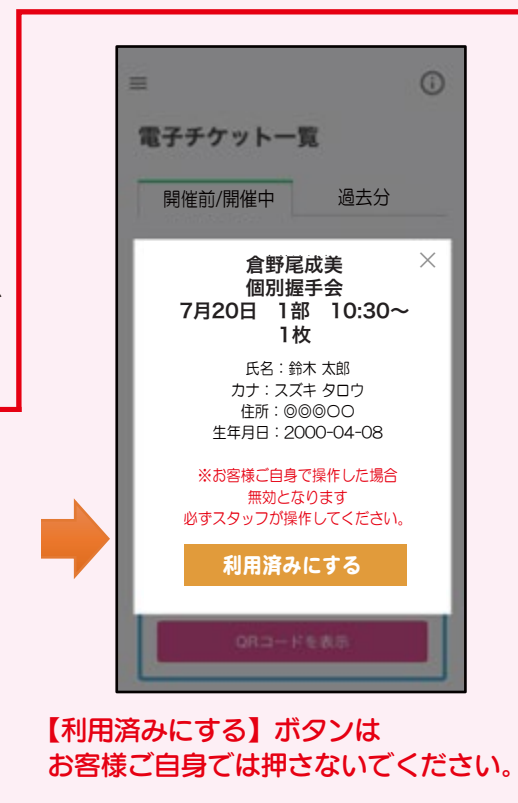 電子チケット一覧
開催前/開催中 過去分
倉野尾成美
個別握手会
7月20日 1部 10:30～
1枚
氏名：鈴木 太郎
カナ：スズキ タロウ
住所：◎◎◎〇〇
生年月日：2000-04-08
※お客様ご自身で操作した場合
無効となります
必ずスタッフが操作してください。
利用済みにする
QRコードを表示
【利用済みにする】ボタンは
お客様ご自身では押さないでください。